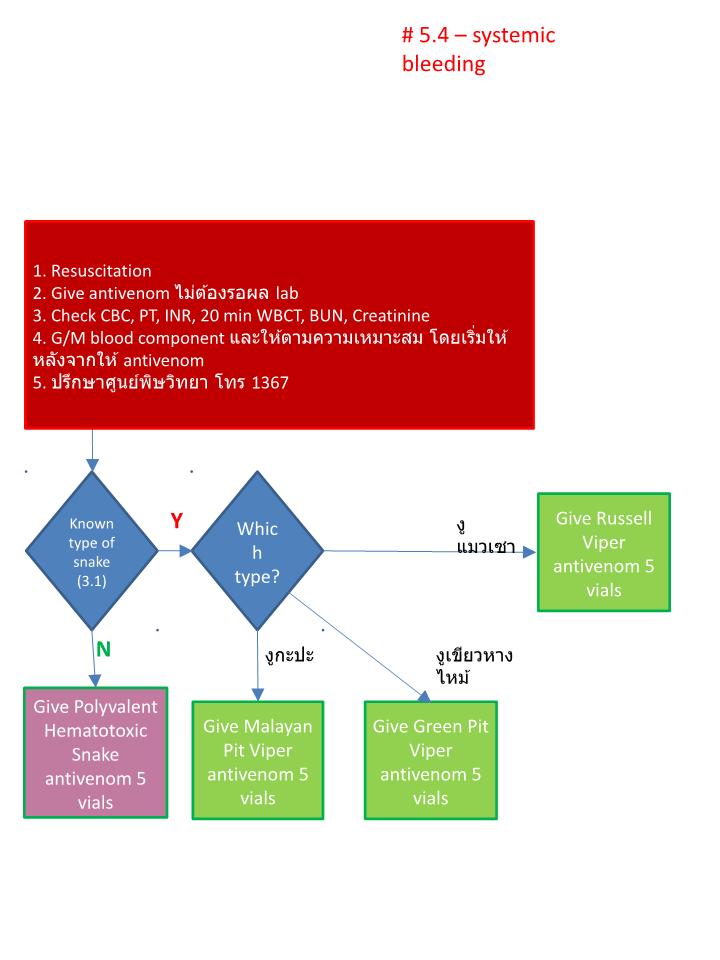 # 5.4 – systemic
bleeding
1. Resuscitation
2. Give antivenom ไม่ต้องรอผล lab
3. Check CBC, PT, INR, 20 min WBCT, BUN, Creatinine
4. G/M blood component และให้ตามความเหมาะสม โดยเริ่มให้
หลังจากให้ antivenom
5. ปรึกษาศูนย์พิษวิทยา โทร 1367
Known
type of
snake
(3.1)
Y
Whic
h
type?
งู
แมวเซา
Give Russell
Viper
antivenom 5
vials
N
งูกะปะ
งูเขียวหาง
ไหม้
Give Polyvalent
Hematotoxic
Snake
antivenom 5
vials
Give Malayan
Pit Viper
antivenom 5
vials
Give Green Pit
Viper
antivenom 5
vials